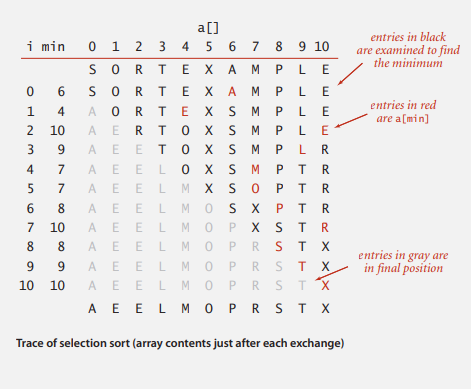 a[]
i min 0 1 2 3 4 5 6 7 8 9 10
S O R T E X A M P L E
0 6 S O R T E X A M P L E
1 4 A O R T E X S M P L E
2 10 A E R T O X S M P L E
3 9 A E E T O X S M P L R
4 7 A E E L O X S M P T R
5 7 A E E L M X S O P T R
6 8 A E E L M O S X P T R
7 10 A E E L M O P X S T R
8 8 A E E L M O P R S T X
9 9 A E E L M O P R S T X
10 10 A E E L M O P R S T X
A E E L M O P R S T X
entries in black
are examined to find
the minimum
entries in red
are a[min]
entries in gray are
in final position
Trace of selection sort (array contents just after each exchange)